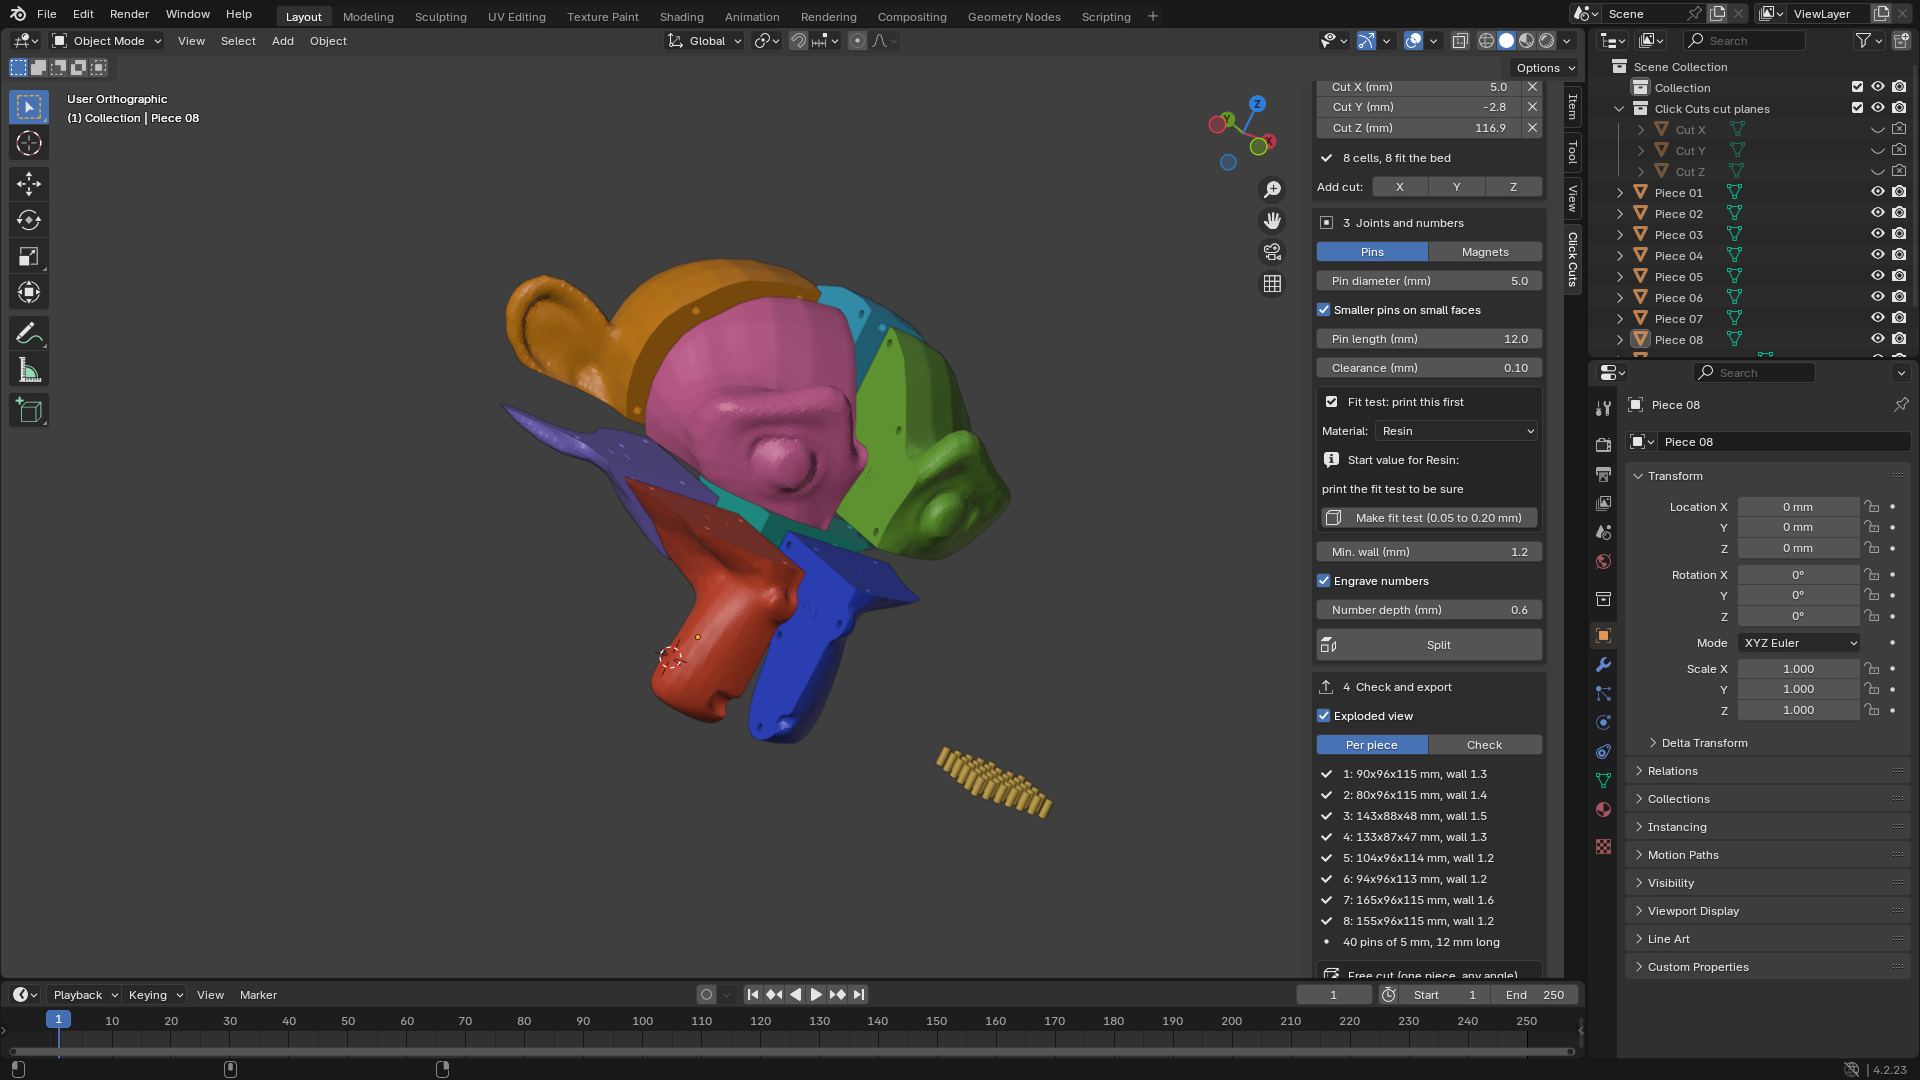 File Edit Render Window Help Layout Modeling Sculpting UV Editing Texture Paint Shading Animation Rendering Compositing Geometry Nodes Scripting Scene ViewLayer
Object Mode View Select Add Object Global Search
Options
User Orthographic
(1) Collection | Piece 08
Z
Y
X
Item
Tool
View
Click Cuts
Cut X (mm) 5.0
Cut Y (mm) -2.8
Cut Z (mm) 116.9
8 cells, 8 fit the bed
Add cut: X Y Z
3 Joints and numbers
Pins Magnets
Pin diameter (mm) 5.0
Smaller pins on small faces
Pin length (mm) 12.0
Clearance (mm) 0.10
Fit test: print this first
Material: Resin
Start value for Resin:
print the fit test to be sure
Make fit test (0.05 to 0.20 mm)
Min. wall (mm) 1.2
Engrave numbers
Number depth (mm) 0.6
Split
4 Check and export
Exploded view
Per piece Check
1: 90x96x115 mm, wall 1.3
2: 80x96x115 mm, wall 1.4
3: 143x88x48 mm, wall 1.5
4: 133x87x47 mm, wall 1.3
5: 104x96x114 mm, wall 1.2
6: 94x96x113 mm, wall 1.2
7: 165x96x115 mm, wall 1.6
8: 155x96x115 mm, wall 1.2
40 pins of 5 mm, 12 mm long
Free cut (one piece, any angle)
Scene Collection
Collection
Click Cuts cut planes
Cut X
Cut Y
Cut Z
Piece 01
Piece 02
Piece 03
Piece 04
Piece 05
Piece 06
Piece 07
Piece 08
Search
Piece 08
Piece 08
Transform
Location X 0 mm
Y 0 mm
Z 0 mm
Rotation X 0°
Y 0°
Z 0°
Mode XYZ Euler
Scale X 1.000
Y 1.000
Z 1.000
Delta Transform
Relations
Collections
Instancing
Motion Paths
Visibility
Viewport Display
Line Art
Custom Properties
Playback Keying View Marker 1 Start 1 End 250
1 10 20 30 40 50 60 70 80 90 100 110 120 130 140 150 160 170 180 190 200 210 220 230 240 250
4.2.23